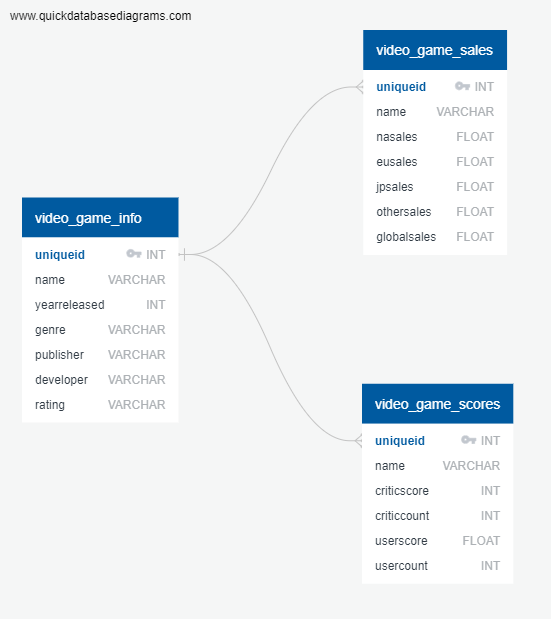 www.quickdatabasediagrams.com
video_game_sales
uniqueid INT
name VARCHAR
nasales FLOAT
eusales FLOAT
jpsales FLOAT
othersales FLOAT
globalsales FLOAT
video_game_info
uniqueid INT
name VARCHAR
yearreleased INT
genre VARCHAR
publisher VARCHAR
developer VARCHAR
rating VARCHAR
video_game_scores
uniqueid INT
name VARCHAR
criticscore INT
criticcount INT
userscore FLOAT
usercount INT